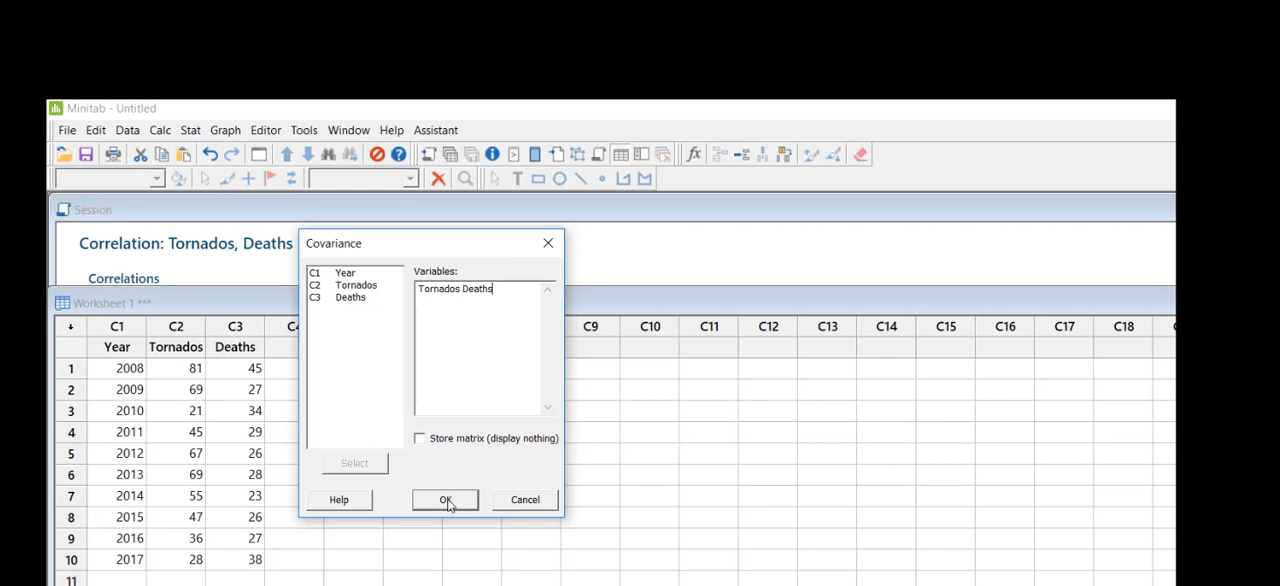 Minitab - Untitled
File Edit Data Calc Stat Graph Editor Tools Window Help Assistant
Session
Correlation: Tornados, Deaths
Correlations
Covariance
C1 Year
C2 Tornados
C3 Deaths
Variables:
Tornados Deaths
Store matrix (display nothing)
Select
Help OK Cancel
Worksheet 1 ***
C1 C2 C3 C4 C9 C10 C11 C12 C13 C14 C15 C16 C17 C18
Year Tornados Deaths
1 2008 81 45
2 2009 69 27
3 2010 21 34
4 2011 45 29
5 2012 67 26
6 2013 69 28
7 2014 55 23
8 2015 47 26
9 2016 36 27
10 2017 28 38
11